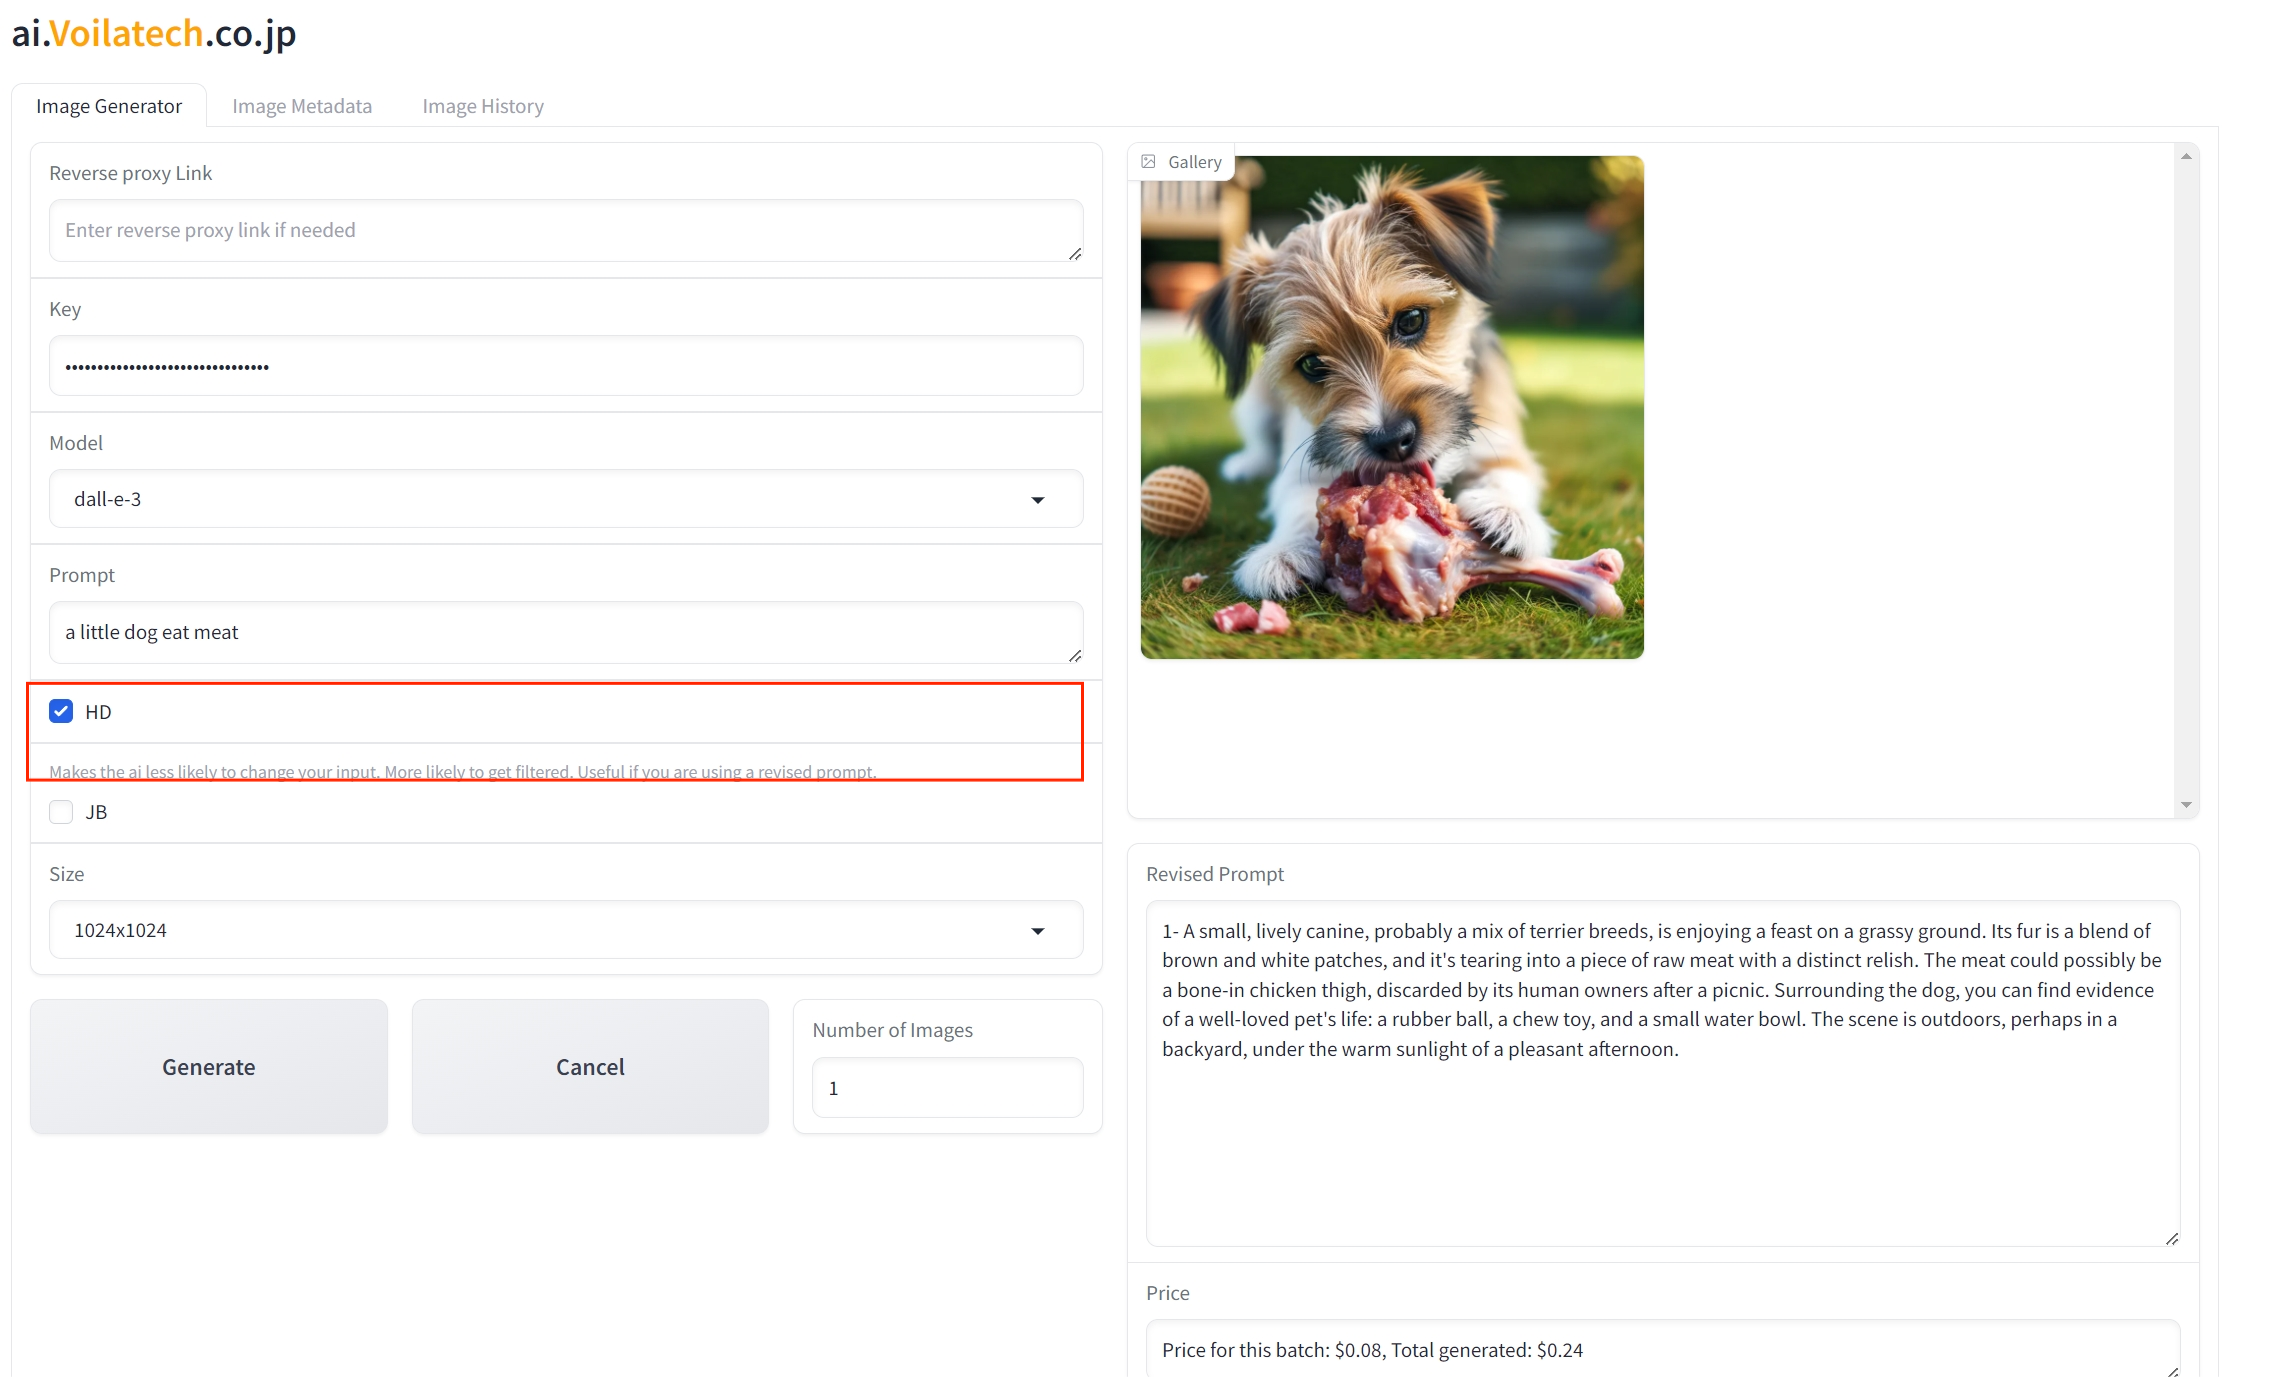 ai.Voilatech.co.jp
Image Generator
Image Metadata
Image History
Reverse proxy Link
Enter reverse proxy link if needed
Key
••••••••••••••••••••••••••••••••
Model
dall-e-3
Prompt
a little dog eat meat
HD
Makes the ai less likely to change your input. More likely to get filtered. Useful if you are using a revised prompt.
JB
Size
1024x1024
Generate
Cancel
Number of Images
1
Gallery
Revised Prompt
1- A small, lively canine, probably a mix of terrier breeds, is enjoying a feast on a grassy ground. Its fur is a blend of
brown and white patches, and it's tearing into a piece of raw meat with a distinct relish. The meat could possibly be
a bone-in chicken thigh, discarded by its human owners after a picnic. Surrounding the dog, you can find evidence
of a well-loved pet's life: a rubber ball, a chew toy, and a small water bowl. The scene is outdoors, perhaps in a
backyard, under the warm sunlight of a pleasant afternoon.
Price
Price for this batch: $0.08, Total generated: $0.24